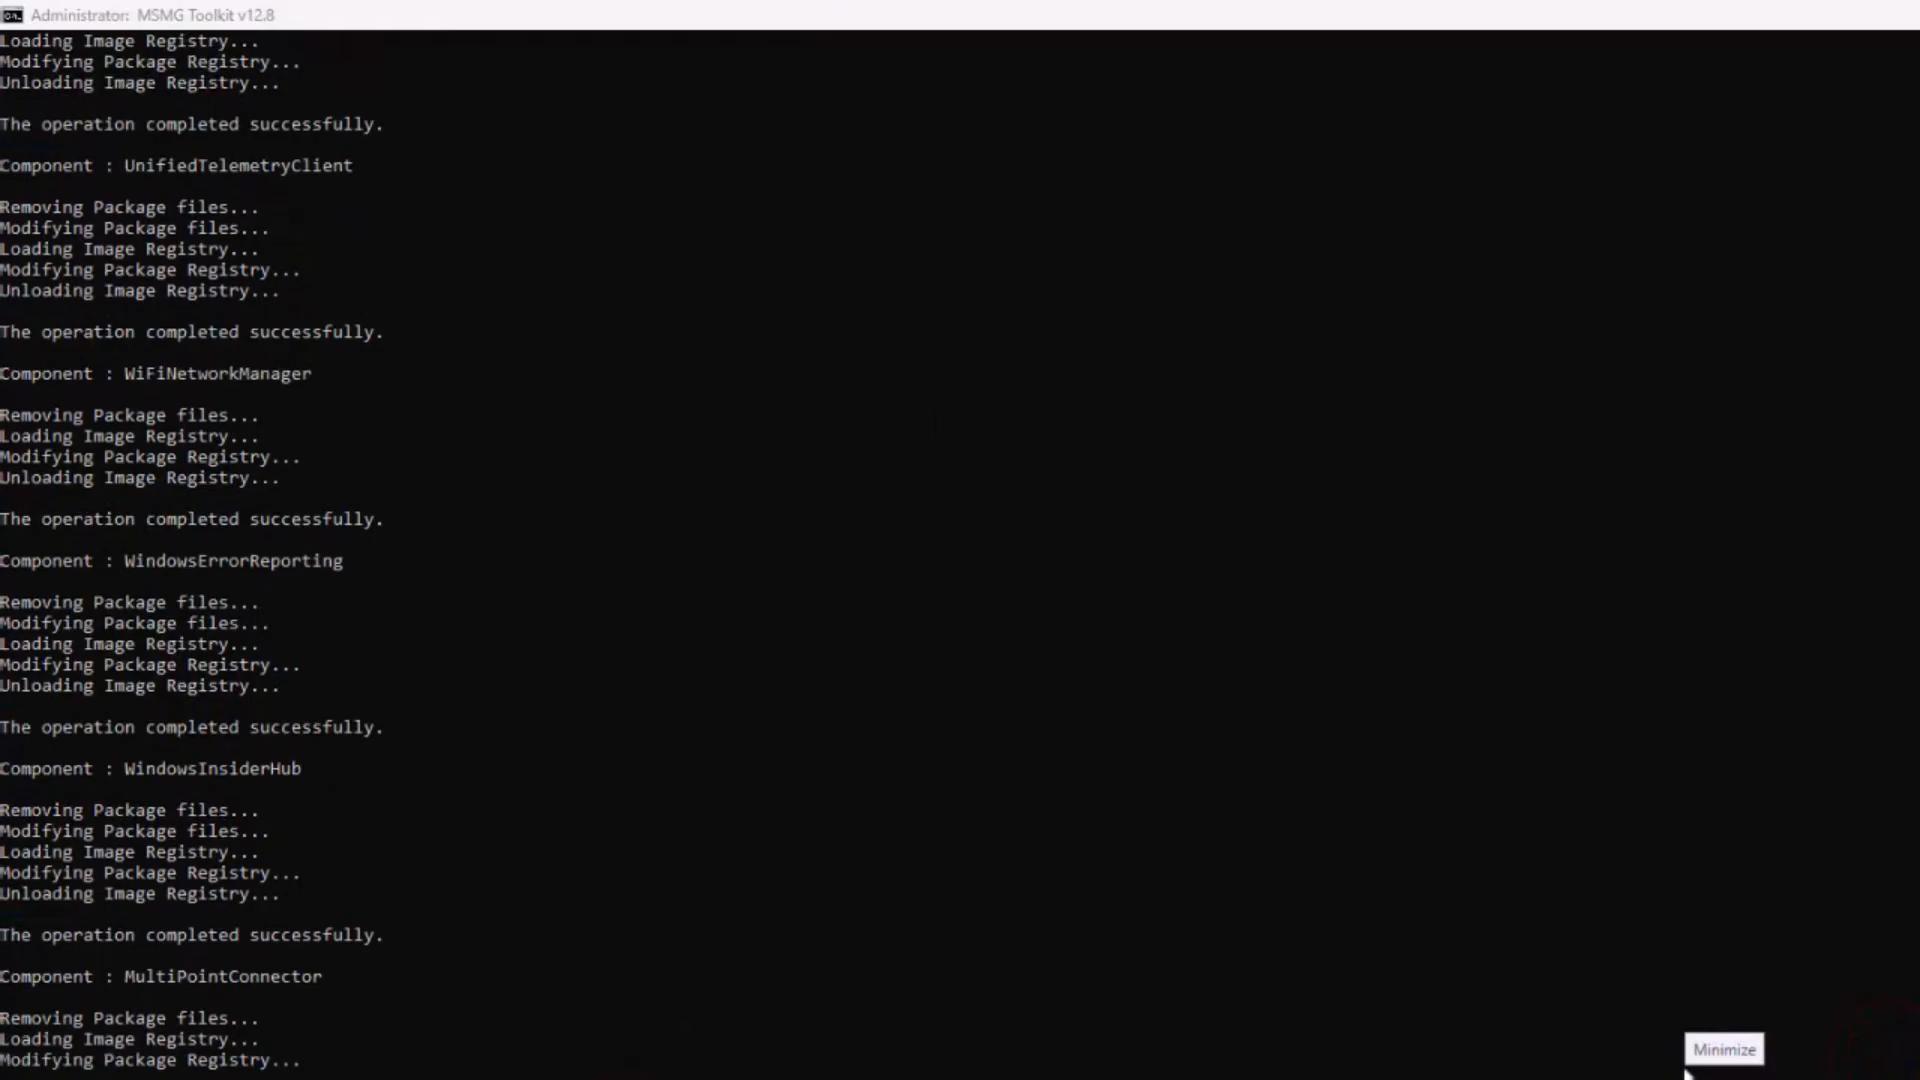 Administrator: MSMG Toolkit v12.8
Loading Image Registry...
Modifying Package Registry...
Unloading Image Registry...
The operation completed successfully.
Component : UnifiedTelemetryClient
Removing Package files...
Modifying Package files...
Loading Image Registry...
Modifying Package Registry...
Unloading Image Registry...
The operation completed successfully.
Component : WiFiNetworkManager
Removing Package files...
Loading Image Registry...
Modifying Package Registry...
Unloading Image Registry...
The operation completed successfully.
Component : WindowsErrorReporting
Removing Package files...
Modifying Package files...
Loading Image Registry...
Modifying Package Registry...
Unloading Image Registry...
The operation completed successfully.
Component : WindowsInsiderHub
Removing Package files...
Modifying Package files...
Loading Image Registry...
Modifying Package Registry...
Unloading Image Registry...
The operation completed successfully.
Component : MultiPointConnector
Removing Package files...
Loading Image Registry...
Modifying Package Registry...
Minimize